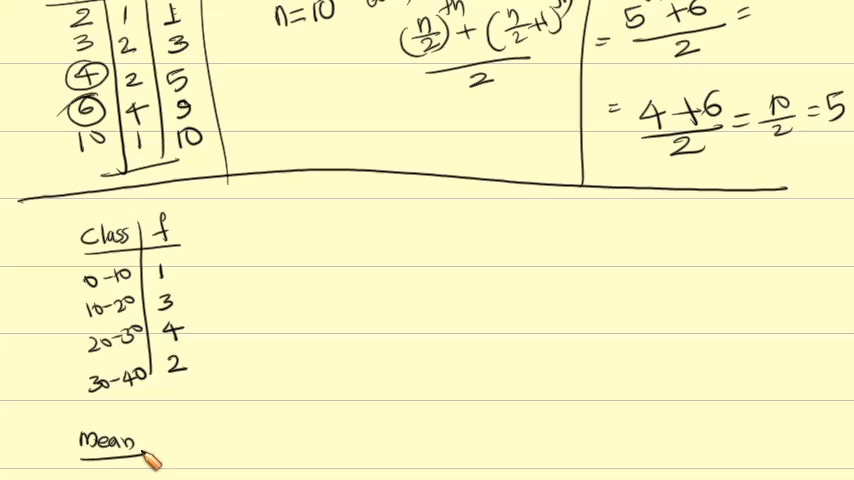 2 1 1
3 2 3
4 2 5
6 4 9
10 1 10
n=10
(n/2)th + (n/2 +1)th
2
5th +6
= =
2
= 4+6/2 = 10/2 = 5
Class f
0-10 1
10-20 3
20-30 4
30-40 2
Mean